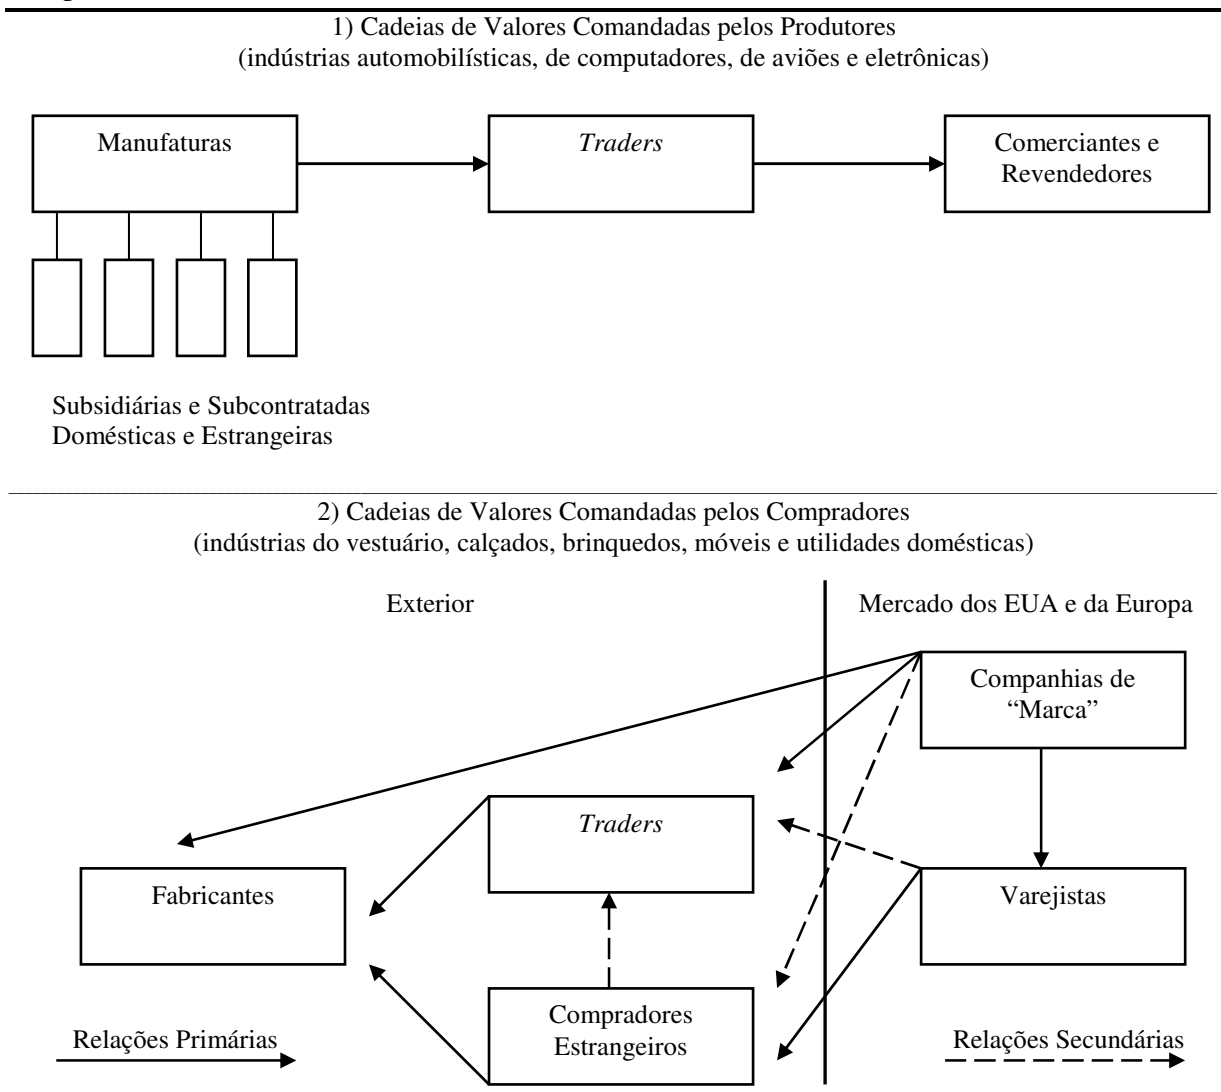 1) Cadeias de Valores Comandadas pelos Produtores
(indústrias automobilísticas, de computadores, de aviões e eletrônicas)
Manufaturas
Traders
Comerciantes e
Revendedores
Subsidiárias e Subcontratadas
Domésticas e Estrangeiras
2) Cadeias de Valores Comandadas pelos Compradores
(indústrias do vestuário, calçados, brinquedos, móveis e utilidades domésticas)
Exterior
Mercado dos EUA e da Europa
Companhias de
“Marca”
Traders
Fabricantes
Varejistas
Compradores
Estrangeiros
Relações Primárias
Relações Secundárias